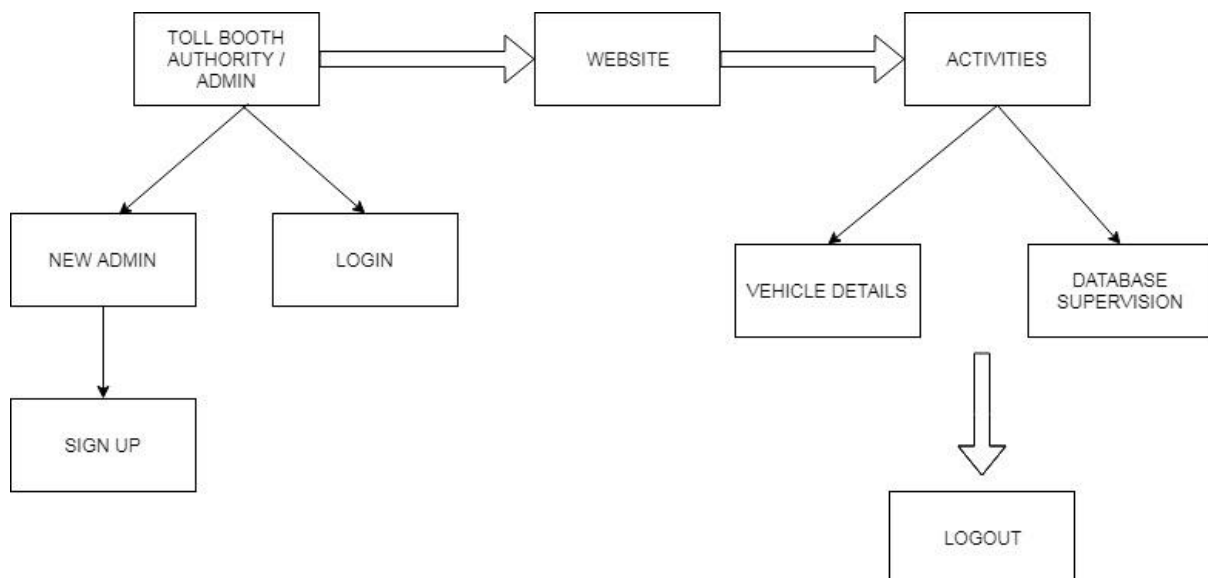 TOLL BOOTH
AUTHORITY /
ADMIN
WEBSITE
ACTIVITIES
NEW ADMIN
LOGIN
VEHICLE DETAILS
DATABASE
SUPERVISION
SIGN UP
LOGOUT